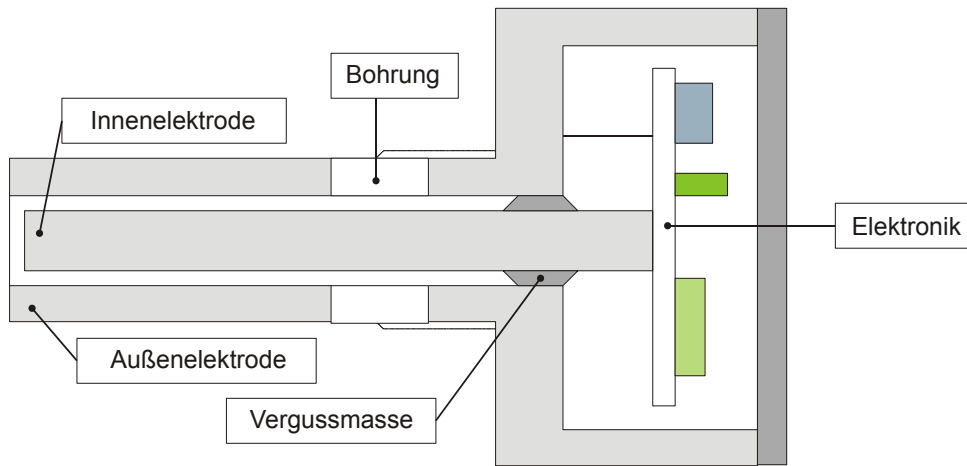 Bohrung
Innenelektrode
Elektronik
Außenelektrode
Vergussmasse